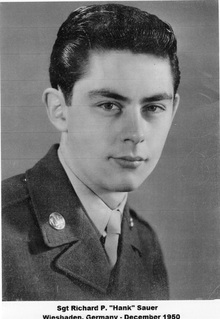 Sgt Richard P. "Hank" Sauer
Wiesbaden, Germany - December 1950